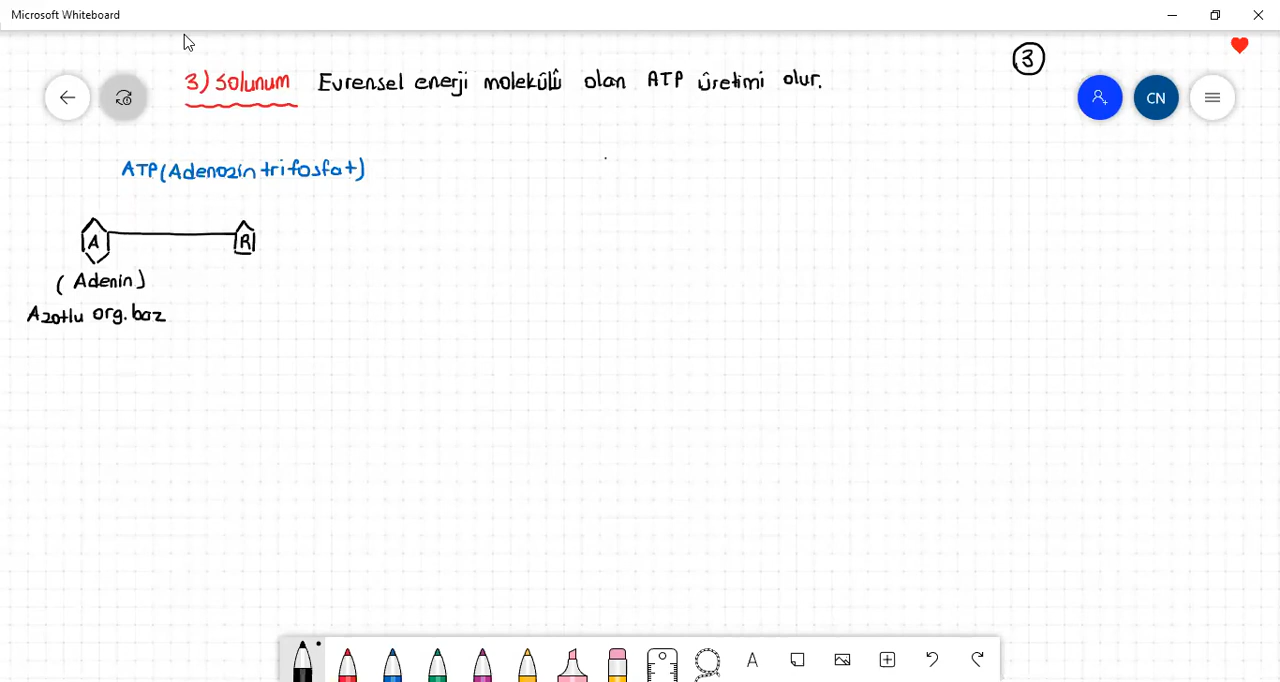 Microsoft Whiteboard
3) Solunum Evrensel enerji molekülü olan ATP üretimi olur.
3
CN
ATP(Adenozin trifosfat)
A R
(Adenin)
Azotlu org. baz
A